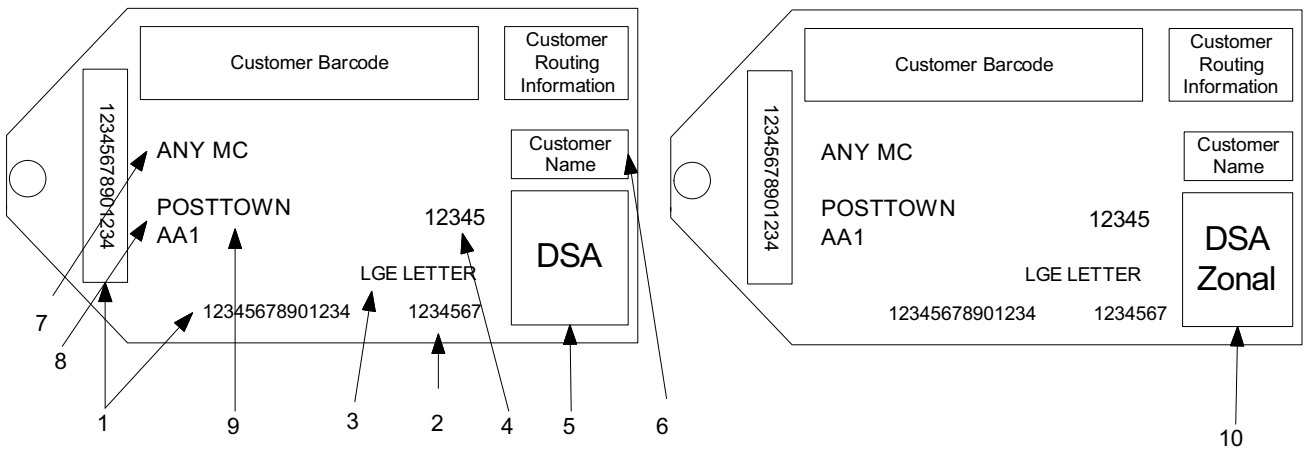 Customer Barcode
Customer
Routing
Information
12345678901234
ANY MC
Customer
Name
POSTTOWN
AA1
12345
DSA
LGE LETTER
12345678901234
1234567
7
8
1
9
3
2
4
5
6
Customer Barcode
Customer
Routing
Information
12345678901234
ANY MC
Customer
Name
POSTTOWN
AA1
12345
DSA
Zonal
LGE LETTER
12345678901234
1234567
10